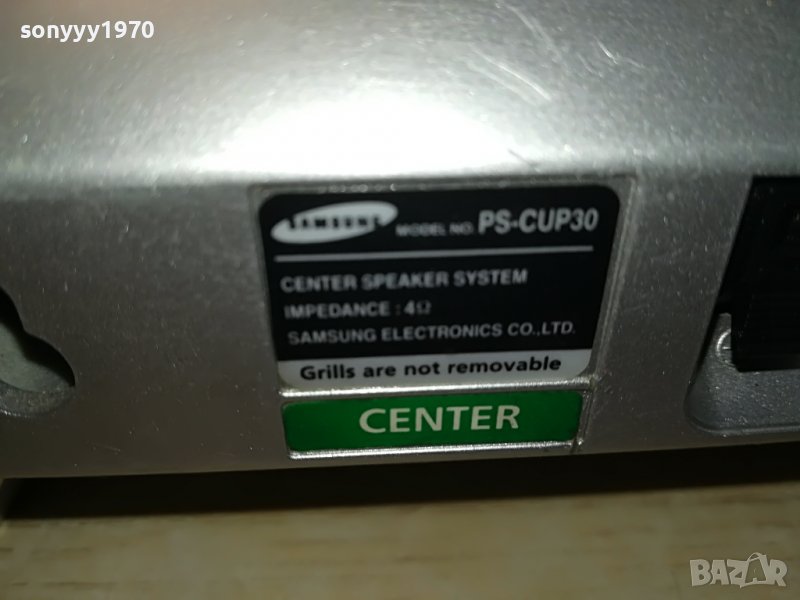 sonyyy1970
SAMSUNG MODEL NO. PS-CUP30
CENTER SPEAKER SYSTEM
IMPEDANCE : 4Ω
SAMSUNG ELECTRONICS CO.,LTD.
Grills are not removable
CENTER
BAZAR